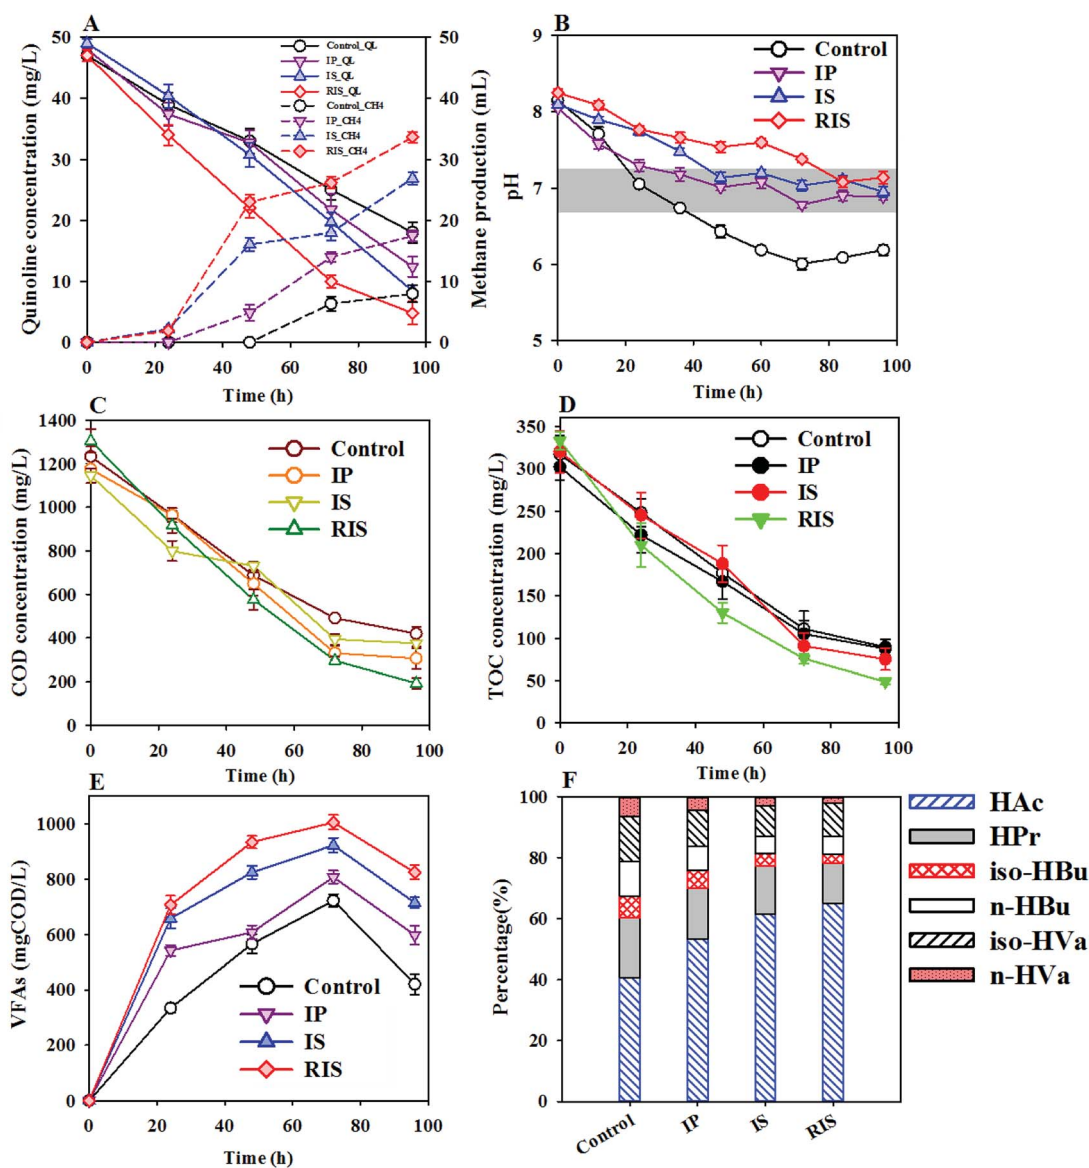 A
Quinoline concentration (mg/L)
50
40
30
20
10
0
Control_QL
IP_QL
IS_QL
RIS_QL
Control_CH4
IP_CH4
IS_CH4
RIS_CH4
50
40
30
20
10
0
Methane production (mL)
0 20 40 60 80 100
Time (h)
B
pH
9
8
7
6
5
Control
IP
IS
RIS
0 20 40 60 80 100
Time (h)
C
COD concentration (mg/L)
1400
1200
1000
800
600
400
200
0
Control
IP
IS
RIS
0 20 40 60 80 100
Time (h)
D
TOC concentration (mg/L)
350
300
250
200
150
100
50
0
Control
IP
IS
RIS
0 20 40 60 80 100
Time (h)
E
VFAs (mgCOD/L)
1000
800
600
400
200
0
Control
IP
IS
RIS
0 20 40 60 80 100
Time (h)
F
Percentage(%)
100
80
60
40
20
0
Control IP IS RIS
HAc
HPr
iso-HBu
n-HBu
iso-HVa
n-HVa